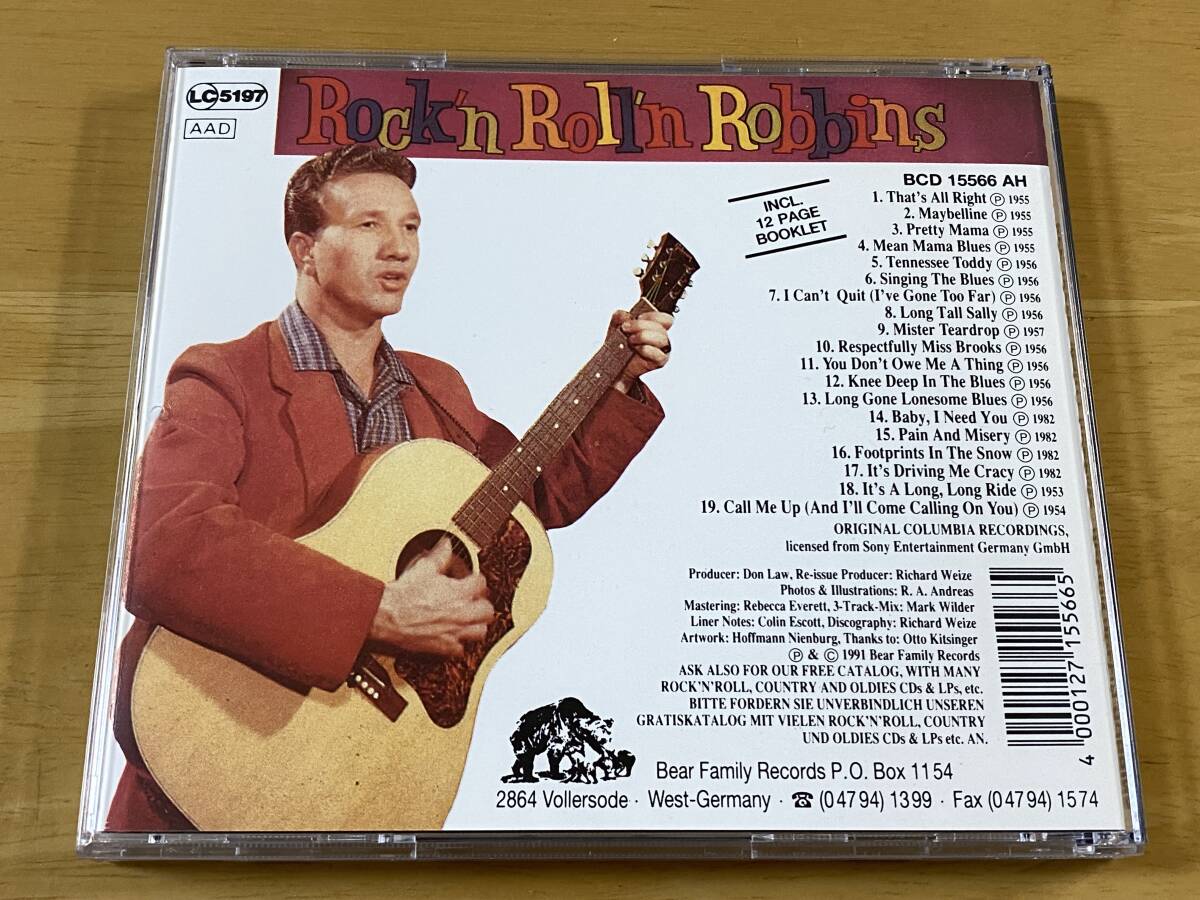 LC 5197
AAD
Rock'n Roll'n Robbins
INCL.
12 PAGE
BOOKLET
BCD 15566 AH
1. That's All Right Ⓟ 1955
2. Maybelline Ⓟ 1955
3. Pretty Mama Ⓟ 1955
4. Mean Mama Blues Ⓟ 1955
5. Tennessee Toddy Ⓟ 1956
6. Singing The Blues Ⓟ 1956
7. I Can't Quit (I've Gone Too Far) Ⓟ 1956
8. Long Tall Sally Ⓟ 1956
9. Mister Teardrop Ⓟ 1957
10. Respectfully Miss Brooks Ⓟ 1956
11. You Don't Owe Me A Thing Ⓟ 1956
12. Knee Deep In The Blues Ⓟ 1956
13. Long Gone Lonesome Blues Ⓟ 1956
14. Baby, I Need You Ⓟ 1982
15. Pain And Misery Ⓟ 1982
16. Footprints In The Snow Ⓟ 1982
17. It's Driving Me Cracy Ⓟ 1982
18. It's A Long, Long Ride Ⓟ 1953
19. Call Me Up (And I'll Come Calling On You) Ⓟ 1954
ORIGINAL COLUMBIA RECORDINGS,
licensed from Sony Entertainment Germany GmbH
Producer: Don Law, Re-issue Producer: Richard Weize
Photos & Illustrations: R. A. Andreas
Mastering: Rebecca Everett, 3-Track-Mix: Mark Wilder
Liner Notes: Colin Escott, Discography: Richard Weize
Artwork: Hoffmann Nienburg, Thanks to: Otto Kitsinger
Ⓟ & © 1991 Bear Family Records
ASK ALSO FOR OUR FREE CATALOG, WITH MANY
ROCK'N'ROLL, COUNTRY AND OLDIES CDs & LPs, etc.
BITTE FORDERN SIE UNVERBINDLICH UNSEREN
GRATISKATALOG MIT VIELEN ROCK'N'ROLL, COUNTRY
UND OLDIES CDs & LPs etc. AN.
4 000127 155665
Bear Family Records P.O. Box 1154
2864 Vollersode · West-Germany · ☎ (04794) 1399 · Fax (04794) 1574